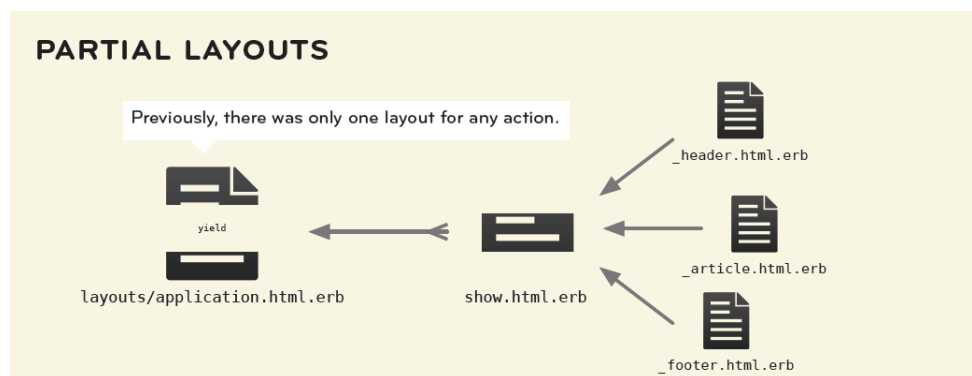 PARTIAL LAYOUTS
Previously, there was only one layout for any action.
_header.html.erb
yield
_article.html.erb
layouts/application.html.erb
show.html.erb
_footer.html.erb